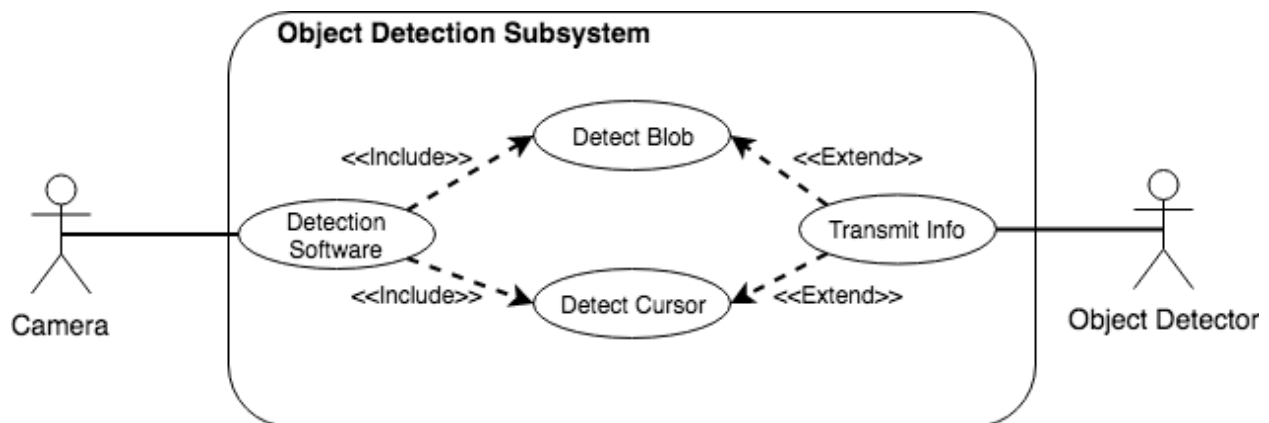 Object Detection Subsystem
Detect Blob
<<Include>>
<<Extend>>
Detection
Software
Transmit Info
<<Include>>
Detect Cursor
<<Extend>>
Camera
Object Detector